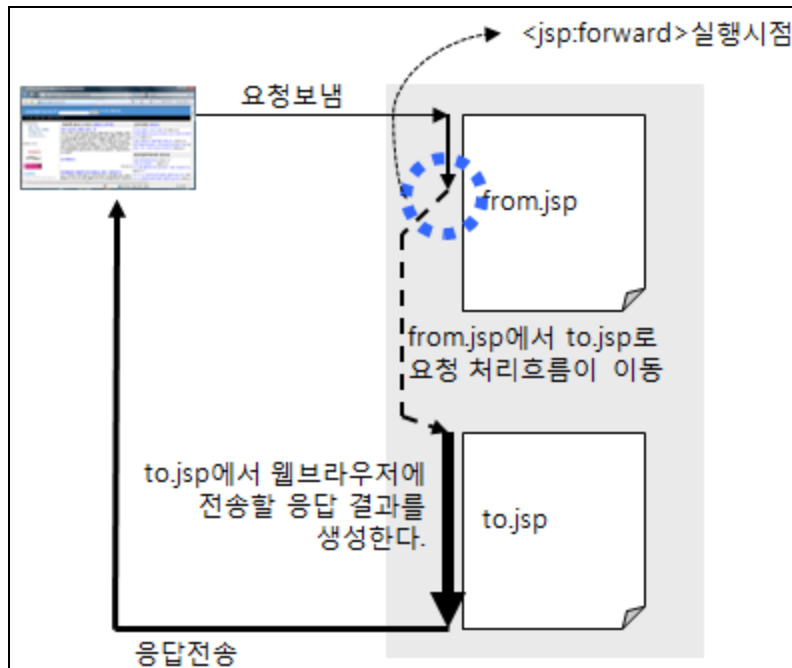 <jsp:forward>실행시점
요청보냄
from.jsp
from.jsp에서 to.jsp로
요청 처리흐름이 이동
to.jsp에서 웹브라우저에
전송할 응답 결과를
생성한다.
to.jsp
응답전송